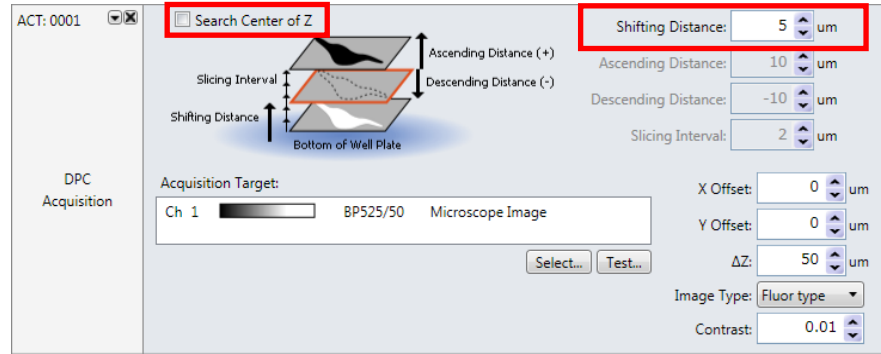 ACT: 0001
Search Center of Z
Ascending Distance (+)
Slicing Interval
Descending Distance (-)
Shifting Distance
Bottom of Well Plate
Shifting Distance: 5 um
Ascending Distance: 10 um
Descending Distance: -10 um
Slicing Interval: 2 um
DPC
Acquisition
Acquisition Target:
Ch 1 BP525/50 Microscope Image
Select... Test...
X Offset: 0 um
Y Offset: 0 um
ΔZ: 50 um
Image Type: Fluor type
Contrast: 0.01